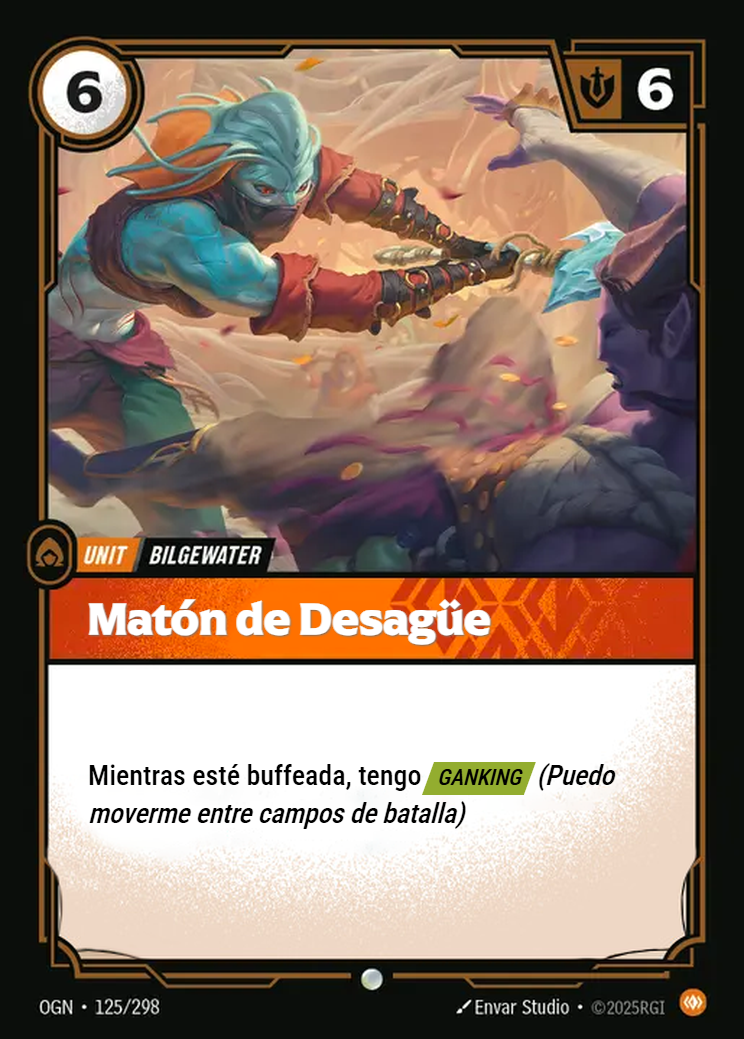 6
6
UNIT BILGEWATER
Matón de Desagüe
Mientras esté buffeada, tengo GANKING (Puedo
moverme entre campos de batalla)
OGN • 125/298
Envar Studio • ©2025RGI